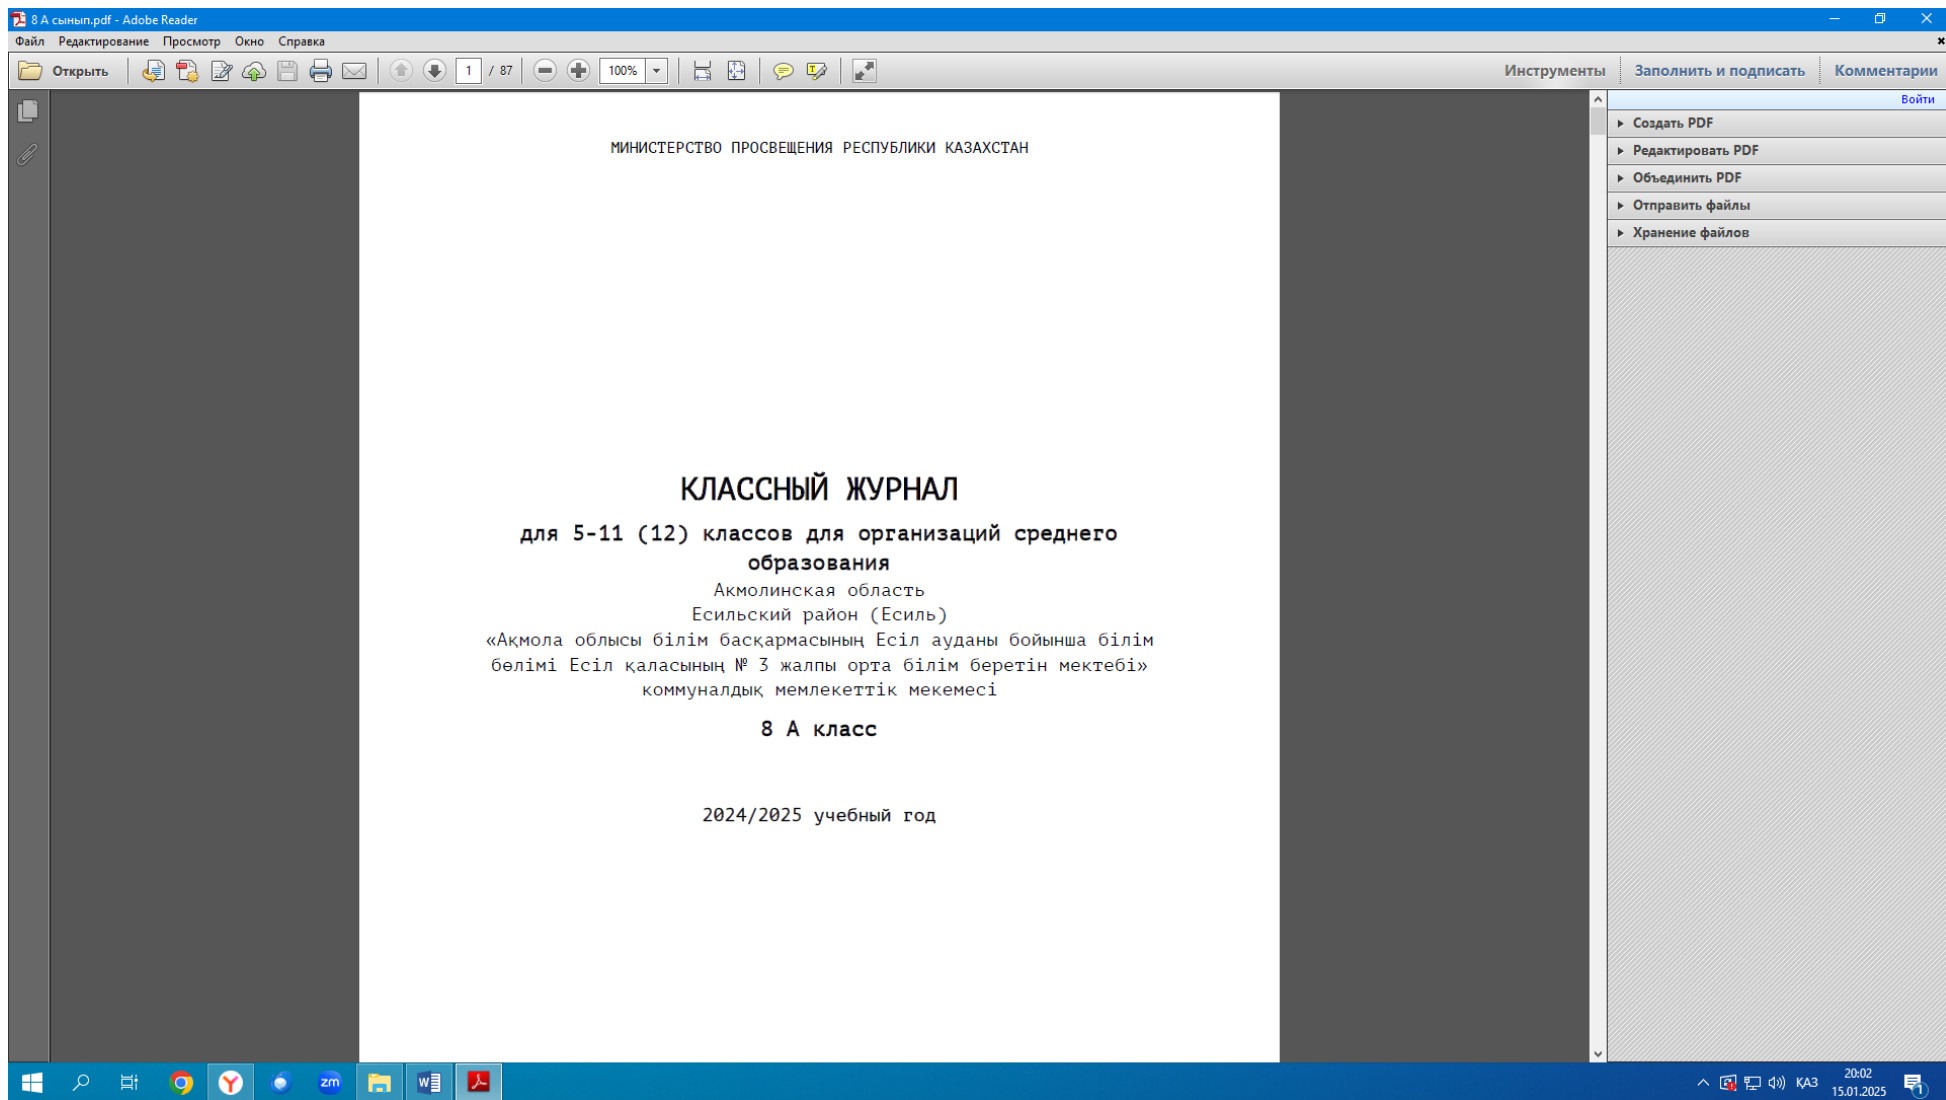 8 А сынып.pdf - Adobe Reader
Файл Редактирование Просмотр Окно Справка
Открыть 1 / 87 100% Инструменты Заполнить и подписать Комментарии
Войти
Создать PDF
Редактировать PDF
Объединить PDF
Отправить файлы
Хранение файлов
МИНИСТЕРСТВО ПРОСВЕЩЕНИЯ РЕСПУБЛИКИ КАЗАХСТАН
КЛАССНЫЙ ЖУРНАЛ
для 5-11 (12) классов для организаций среднего
образования
Акмолинская область
Есильский район (Есиль)
«Ақмола облысы білім басқармасының Есіл ауданы бойынша білім
бөлімі Есіл қаласының № 3 жалпы орта білім беретін мектебі»
коммуналдық мемлекеттік мекемесі
8 А класс
2024/2025 учебный год
zm
ҚАЗ
20:02
15.01.2025
1